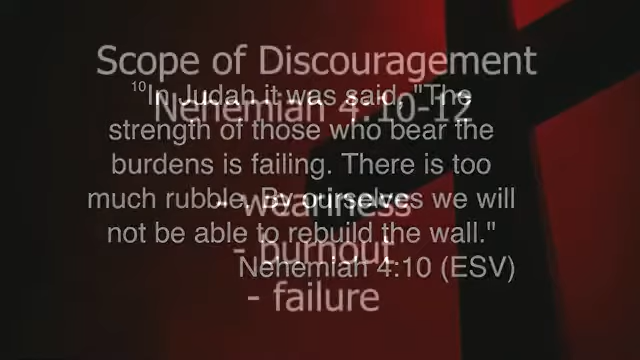 Scope of Discouragement
Nehemiah 4:10-12
10In Judah it was said, "The
strength of those who bear the
burdens is failing. There is too
much rubble. By ourselves we will
not be able to rebuild the wall."
Nehemiah 4:10 (ESV)
- weariness
- burnout
- failure